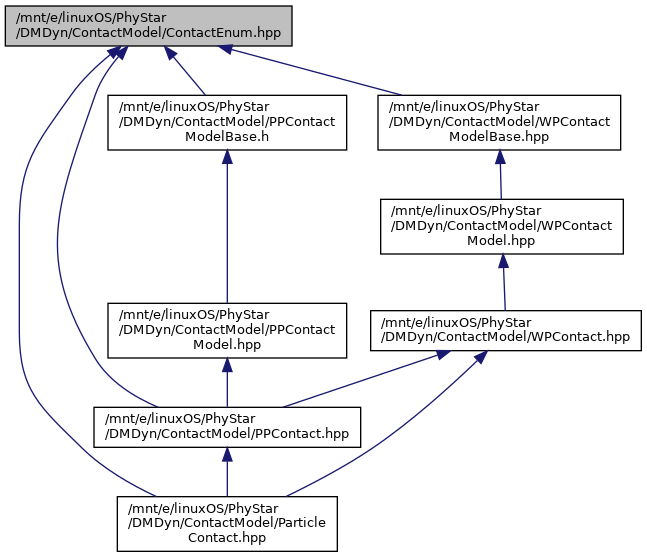 /mnt/e/linuxOS/PhyStar
/DMDyn/ContactModel/ContactEnum.hpp
/mnt/e/linuxOS/PhyStar
/DMDyn/ContactModel/PPContact
ModelBase.h
/mnt/e/linuxOS/PhyStar
/DMDyn/ContactModel/WPContact
ModelBase.hpp
/mnt/e/linuxOS/PhyStar
/DMDyn/ContactModel/WPContact
Model.hpp
/mnt/e/linuxOS/PhyStar
/DMDyn/ContactModel/PPContact
Model.hpp
/mnt/e/linuxOS/PhyStar
/DMDyn/ContactModel/WPContact.hpp
/mnt/e/linuxOS/PhyStar
/DMDyn/ContactModel/PPContact.hpp
/mnt/e/linuxOS/PhyStar
/DMDyn/ContactModel/Particle
Contact.hpp